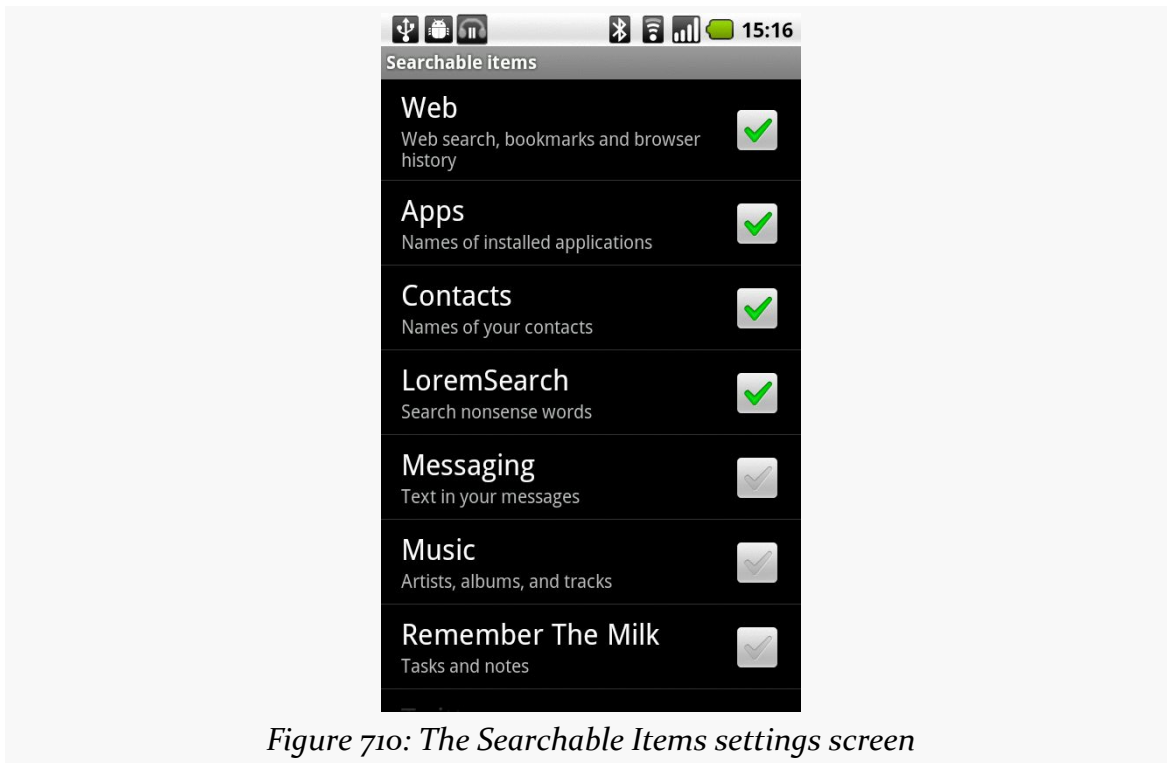 15:16
Searchable items
Web
Web search, bookmarks and browser
history
Apps
Names of installed applications
Contacts
Names of your contacts
LoremSearch
Search nonsense words
Messaging
Text in your messages
Music
Artists, albums, and tracks
Remember The Milk
Tasks and notes
Figure 710: The Searchable Items settings screen